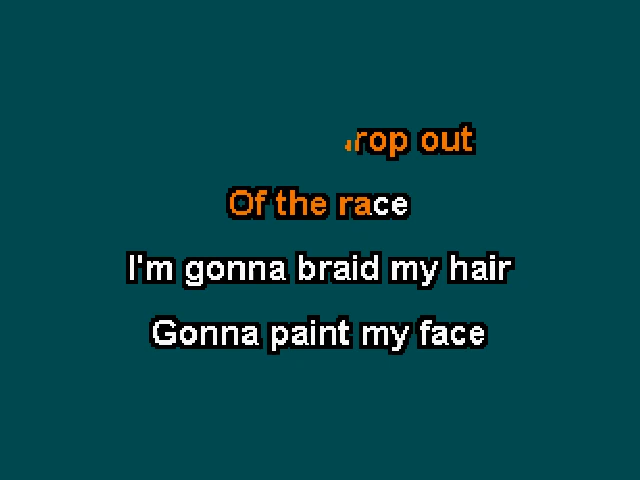 rop out
Of the race
I'm gonna braid my hair
Gonna paint my face